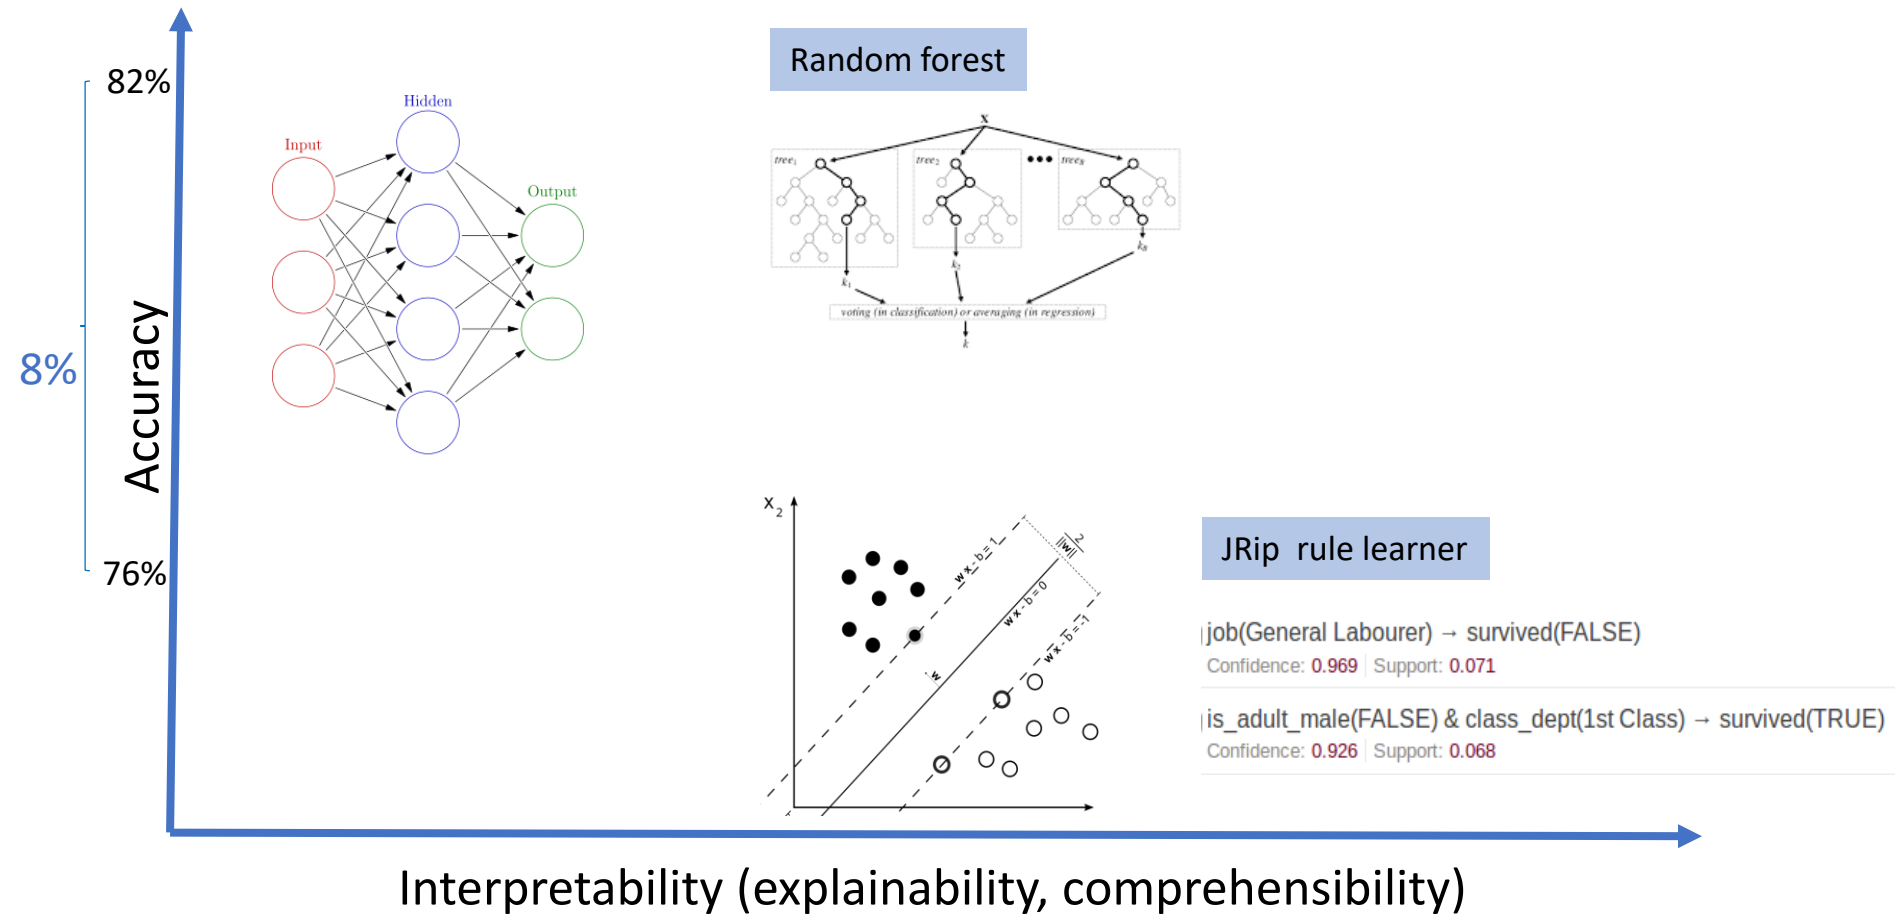 82%
8%
76%
Accuracy
Input
Hidden
Output
Random forest
X
tree₁
tree₂
tree_B
k₁
k₂
k_B
voting (in classification) or averaging (in regression)
k
X₂
w x - b = 1
w x - b = 0
w x - b = -1
2
||w||
w
JRip rule learner
job(General Labourer) → survived(FALSE)
Confidence: 0.969 Support: 0.071
is_adult_male(FALSE) & class_dept(1st Class) → survived(TRUE)
Confidence: 0.926 Support: 0.068
Interpretability (explainability, comprehensibility)